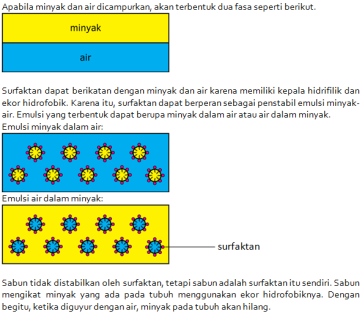 Apabila minyak dan air dicampurkan, akan terbentuk dua fasa seperti berikut.
minyak
air
Surfaktan dapat berikatan dengan minyak dan air karena memiliki kepala hidrifilik dan
ekor hidrofobik. Karena itu, surfaktan dapat berperan sebagai penstabil emulsi minyak-
air. Emulsi yang terbentuk dapat berupa minyak dalam air atau air dalam minyak.
Emulsi minyak dalam air:
Emulsi air dalam minyak:
surfaktan
Sabun tidak distabilkan oleh surfaktan, tetapi sabun adalah surfaktan itu sendiri. Sabun
mengikat minyak yang ada pada tubuh menggunakan ekor hidrofobiknya. Dengan
begitu, ketika diguyur dengan air, minyak pada tubuh akan hilang.